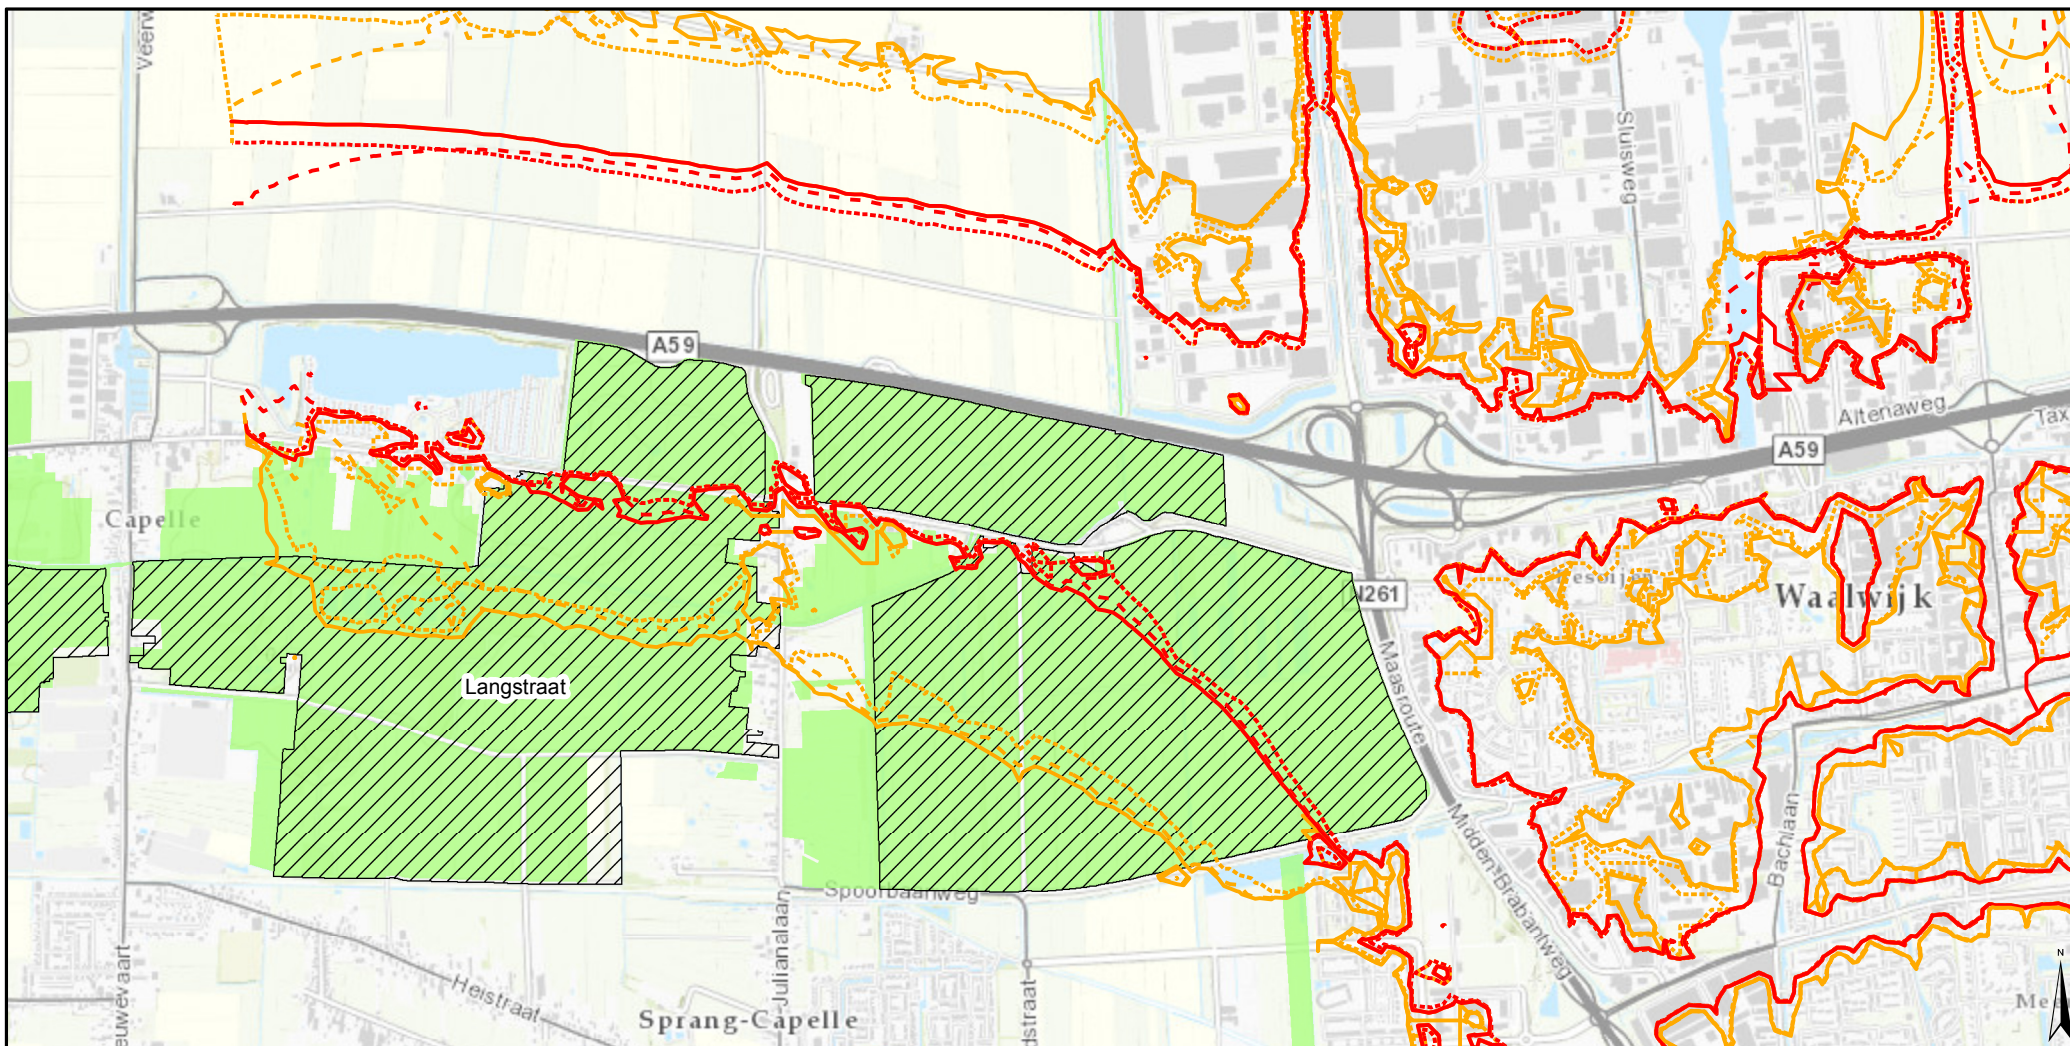 Veerw
Sluisweg
A59
Altenaweg
Tax
A59
Capelle
N261
Waalwijk
Maasroute
Langstraat
Bachlaan
Midden-Brabantweg
Spoorbaanweg
Julianalaan
euwevaart
Heistraat
Sprang-Capelle
dstraat
N
Mee